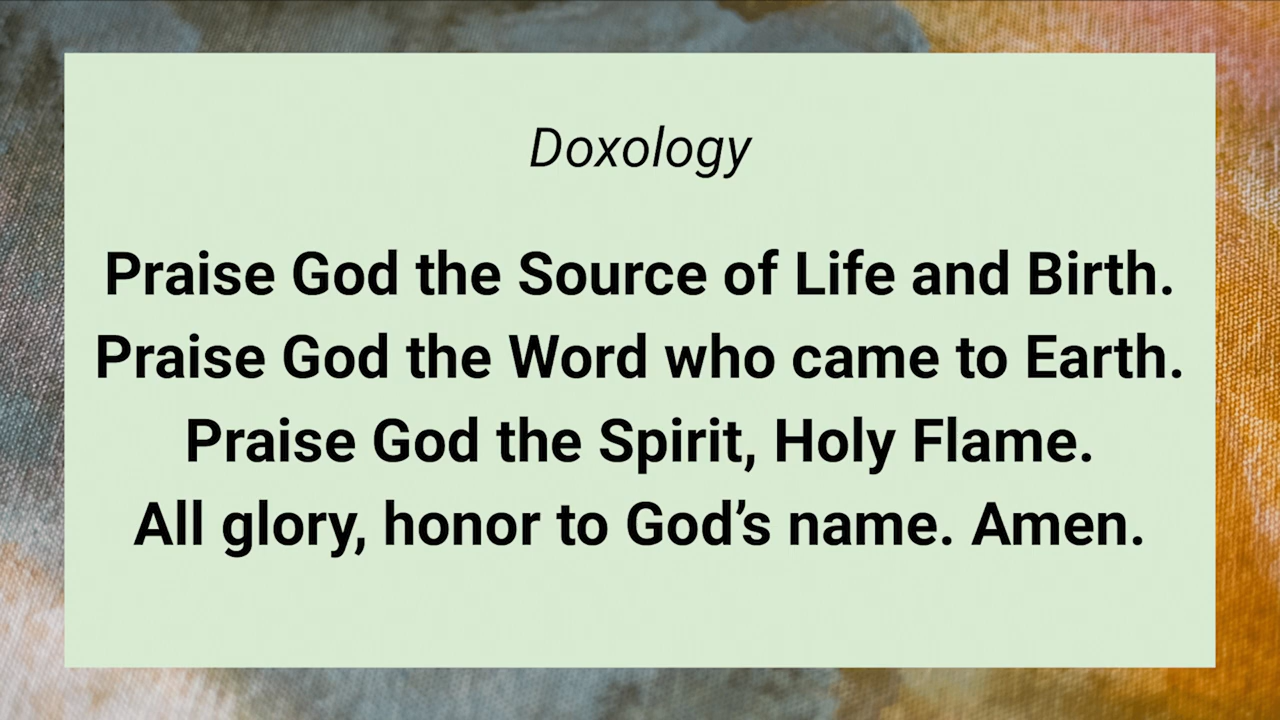 Doxology
Praise God the Source of Life and Birth.
Praise God the Word who came to Earth.
Praise God the Spirit, Holy Flame.
All glory, honor to God’s name. Amen.